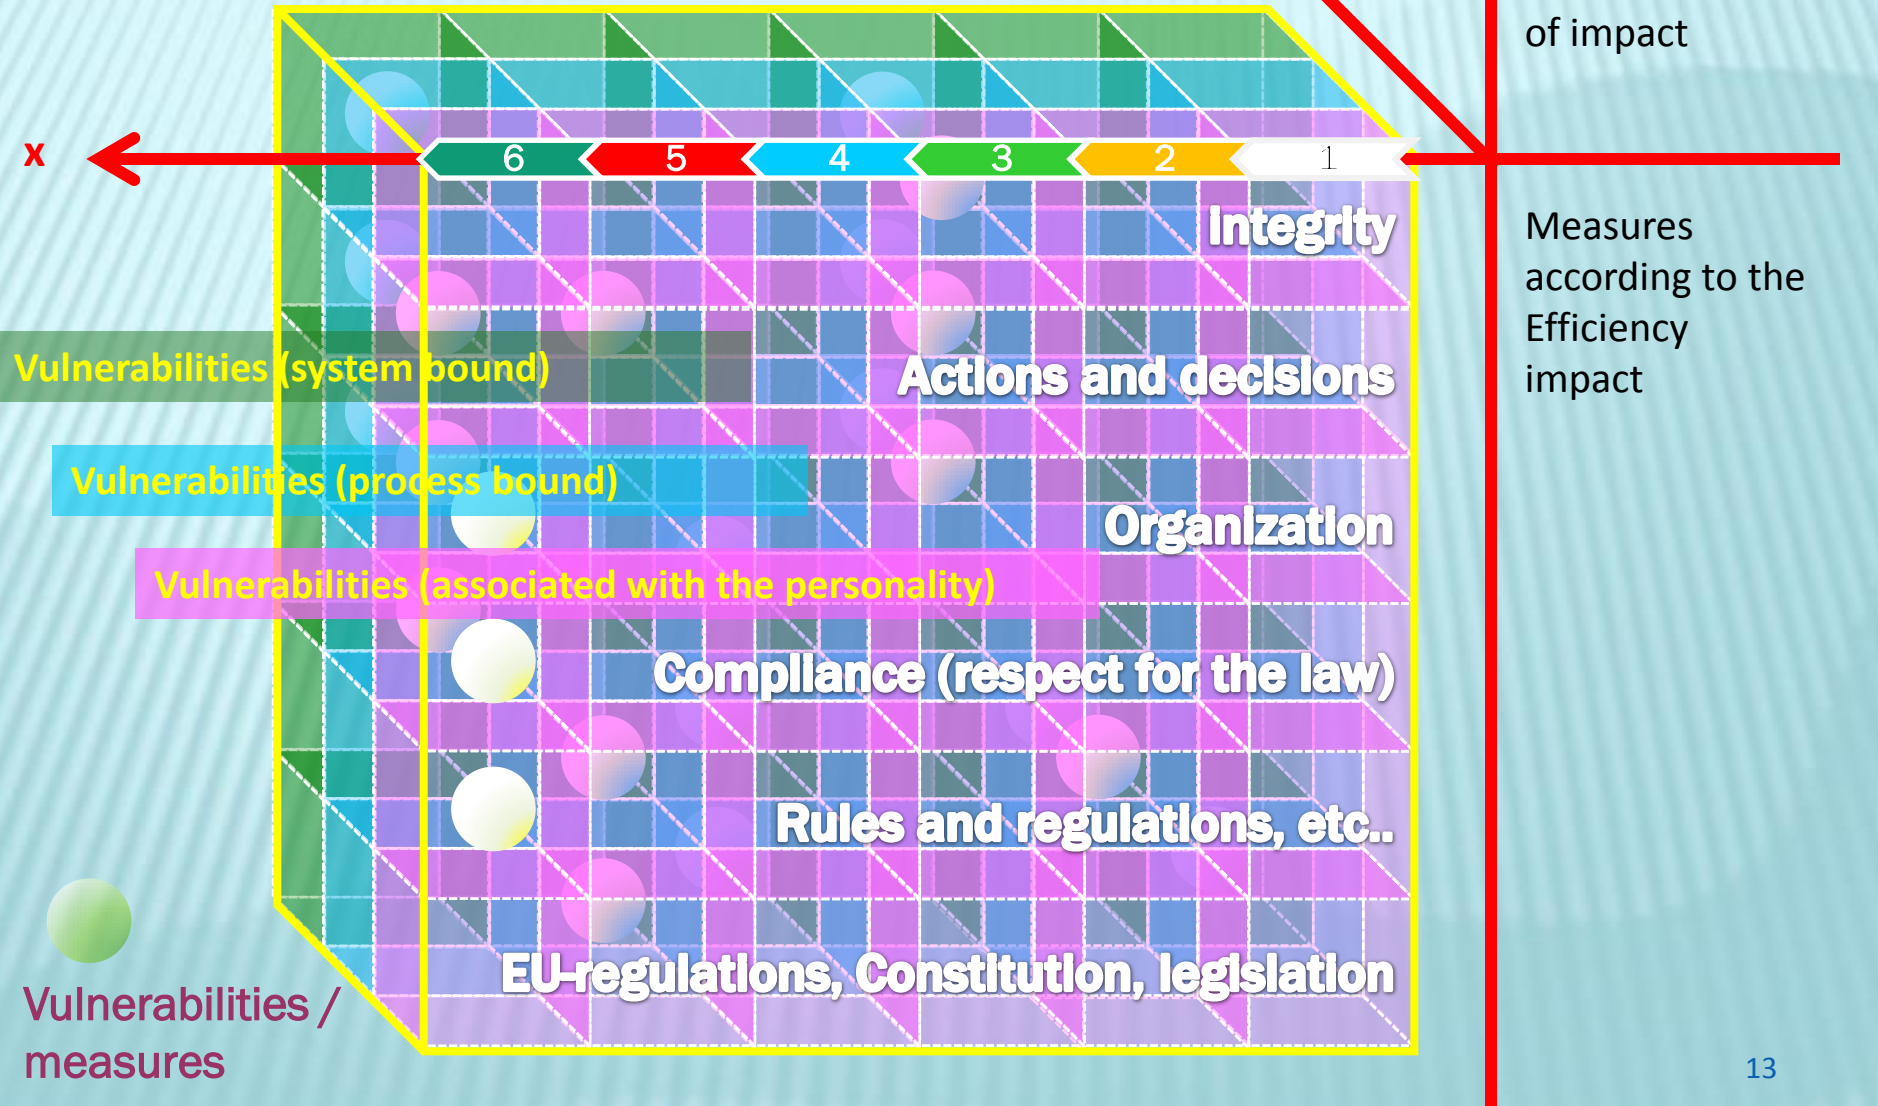 of impact
x
6 5 4 3 2 1
Integrity
Measures
according to the
Efficiency
impact
Vulnerabilities (system bound)
Actions and decisions
Vulnerabilities (process bound)
Organization
Vulnerabilities (associated with the personality)
Compliance (respect for the law)
Rules and regulations, etc..
EU-regulations, Constitution, legislation
Vulnerabilities /
measures
13